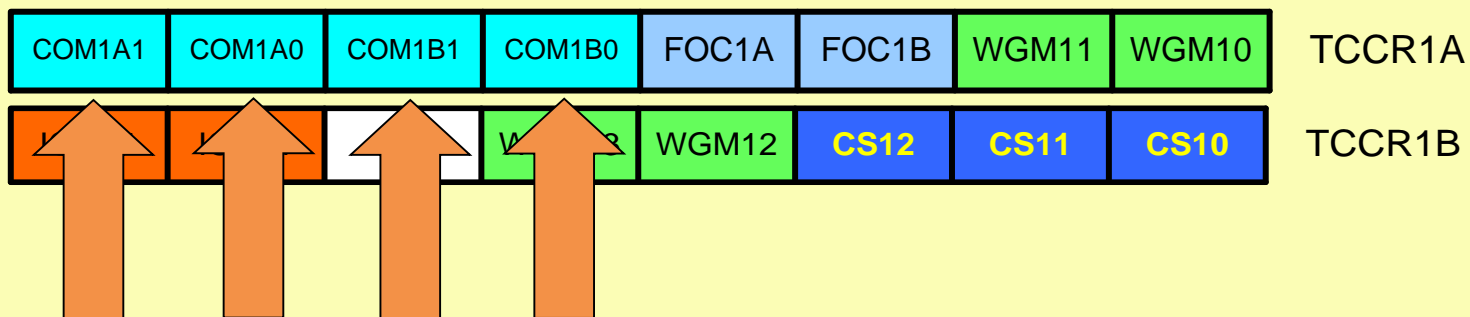 COM1A1 COM1A0 COM1B1 COM1B0 FOC1A FOC1B WGM11 WGM10 TCCR1A
WGM12 CS12 CS11 CS10 TCCR1B